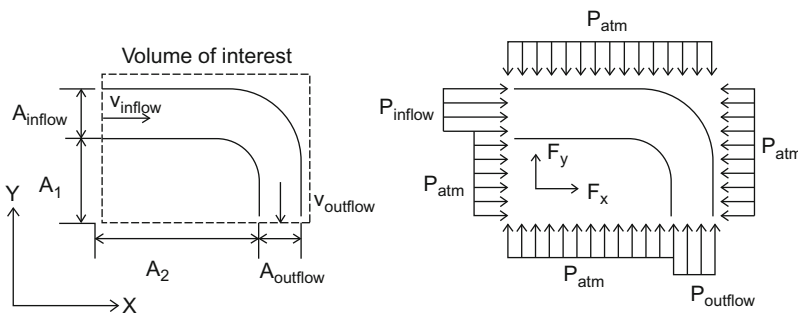 Volume of interest
A_inflow
v_inflow
A_1
Y
v_outflow
A_2
A_outflow
X
P_atm
P_inflow
P_atm
F_y
P_atm
F_x
P_atm
P_outflow